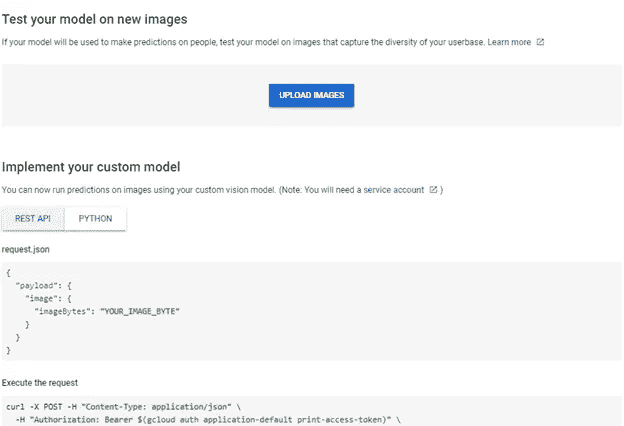 Test your model on new images
If your model will be used to make predictions on people, test your model on images that capture the diversity of your userbase. Learn more
UPLOAD IMAGES
Implement your custom model
You can now run predictions on images using your custom vision model. (Note: You will need a service account )
REST API PYTHON
request.json
{
  "payload": {
    "image": {
      "imageBytes": "YOUR_IMAGE_BYTE"
    }
  }
}
Execute the request
curl -X POST -H "Content-Type: application/json" \
  -H "Authorization: Bearer $(gcloud auth application-default print-access-token)" \